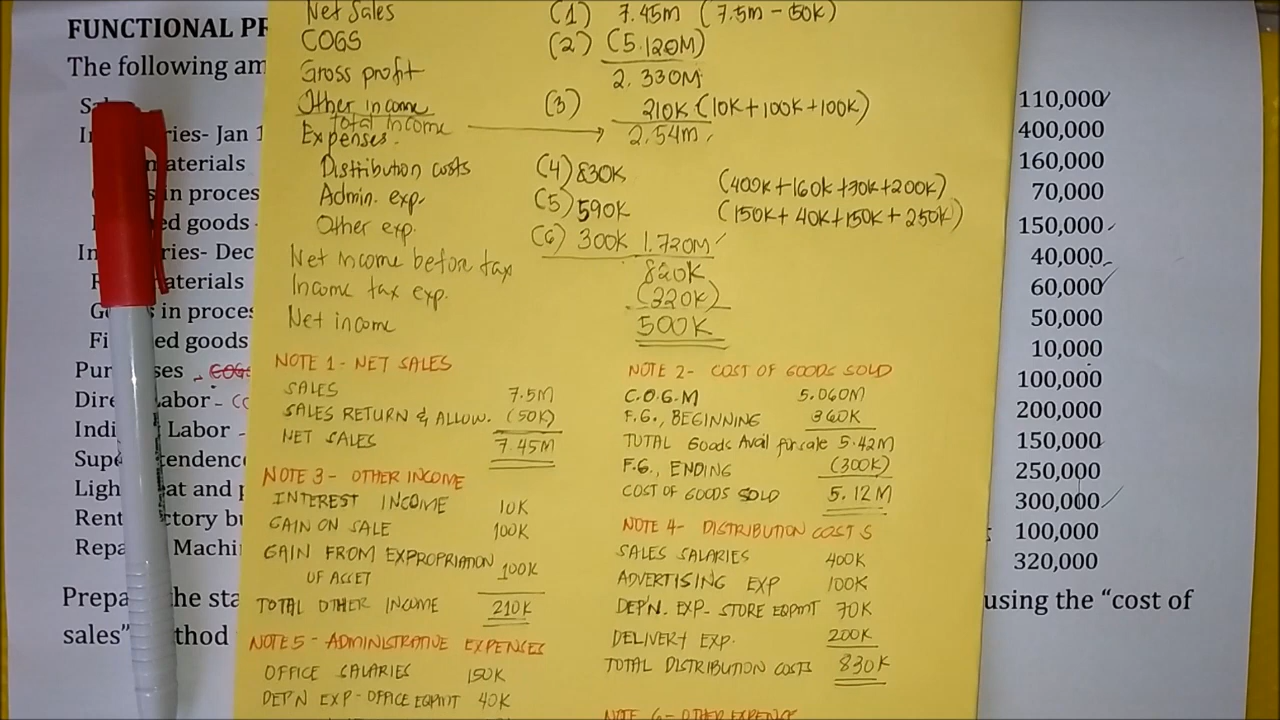 FUNCTIONAL PR
The following am
Sa
In ries- Jan 1
materials
in process
ed goods -
In ries- Dec
materials
in process
Fi ed goods
Pur ses - COGS
Dire Labor - CO
Indi Labor -
Supe tendence
Ligh eat and p
Rent ctory bu
Repa Machi
Prepa the sta
sales" thod
Net Sales (1) 7.45m (7.5m - 50K)
COGS (2) (5.120M)
Gross profit 2.330M
Other income (3) 210K (10K+100K+100K)
Total income 2.54m
Expenses.
Distribution costs (4) 830K (400K+160K+70K+200K)
Admin. exp. (5) 590K (150K+ 40K+150K + 250K)
Other exp. (6) 300K 1.720M
Net income before tax 820K
Income tax exp. (320K)
Net income 500K
NOTE 1- NET SALES
SALES 7.5M
SALES RETURN & ALLOW. (50K)
NET SALES 7.45M
NOTE 3- OTHER INCOME
INTEREST INCOME 10K
GAIN ON SALE 100K
GAIN FROM EXPROPRIATION
OF ASSET 100K
TOTAL OTHER INCOME 210K
NOTE 5 - ADMINISTRATIVE EXPENSES
OFFICE SALARIES 150K
DEP'N EXP-OFFICE EQPMT 40K
NOTE 2- COST OF GOODS SOLD
C.O.G.M 5.060M
F.G., BEGINNING 360K
TOTAL Goods Avail for sale 5.42M
F.G., ENDING (300K)
COST OF GOODS SOLD 5.12M
NOTE 4- DISTRIBUTION COSTS
SALES SALARIES 400K
ADVERTISING EXP 100K
DEP'N. EXP- STORE EQPMT 70K
DELIVERY EXP. 200K
TOTAL DISTRIBUTION COSTS 830K
NOTE 6 - OTHER EXPENSE
110,000
400,000
160,000
70,000
150,000
40,000
60,000
50,000
10,000
100,000
200,000
150,000
250,000
300,000
100,000
320,000
using the "cost of